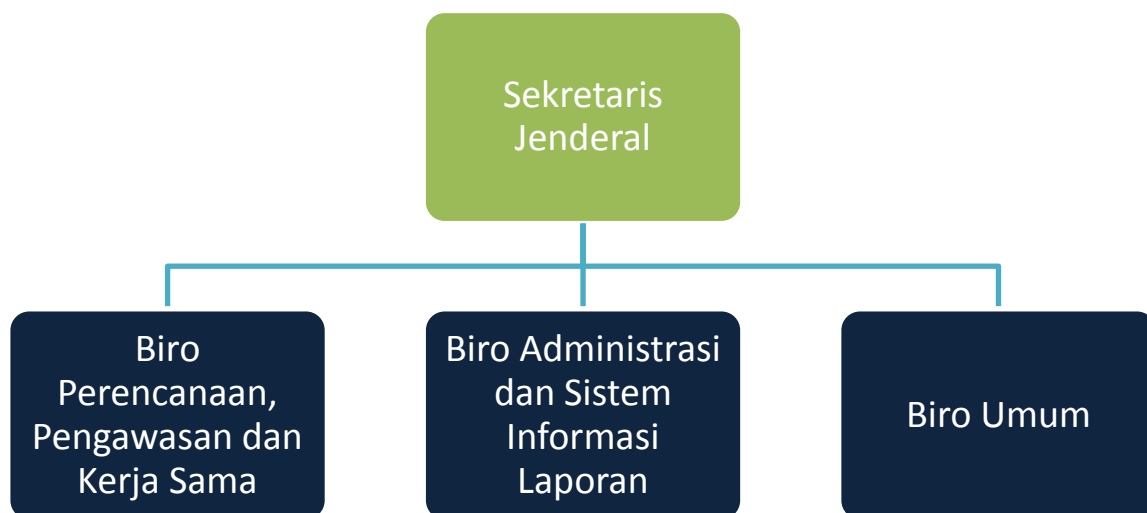 Sekretaris
Jenderal
Biro
Perencanaan,
Pengawasan dan
Kerja Sama
Biro Administrasi
dan Sistem
Informasi
Laporan
Biro Umum